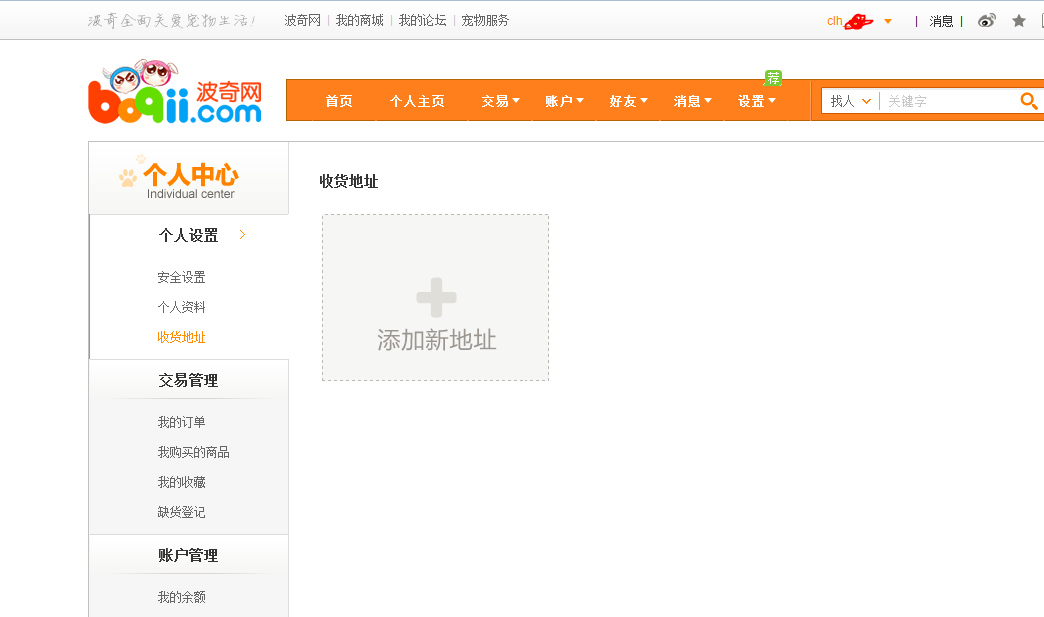 波奇全面关爱宠物生活！
波奇网 | 我的商城 | 我的论坛 | 宠物服务
clh
| 消息 |
boqii.com
波奇网
荐
首页 个人主页 交易 账户 好友 消息 设置
找人 关键字
个人中心
Individual center
收货地址
个人设置
安全设置
个人资料
收货地址
添加新地址
交易管理
我的订单
我购买的商品
我的收藏
缺货登记
账户管理
我的余额